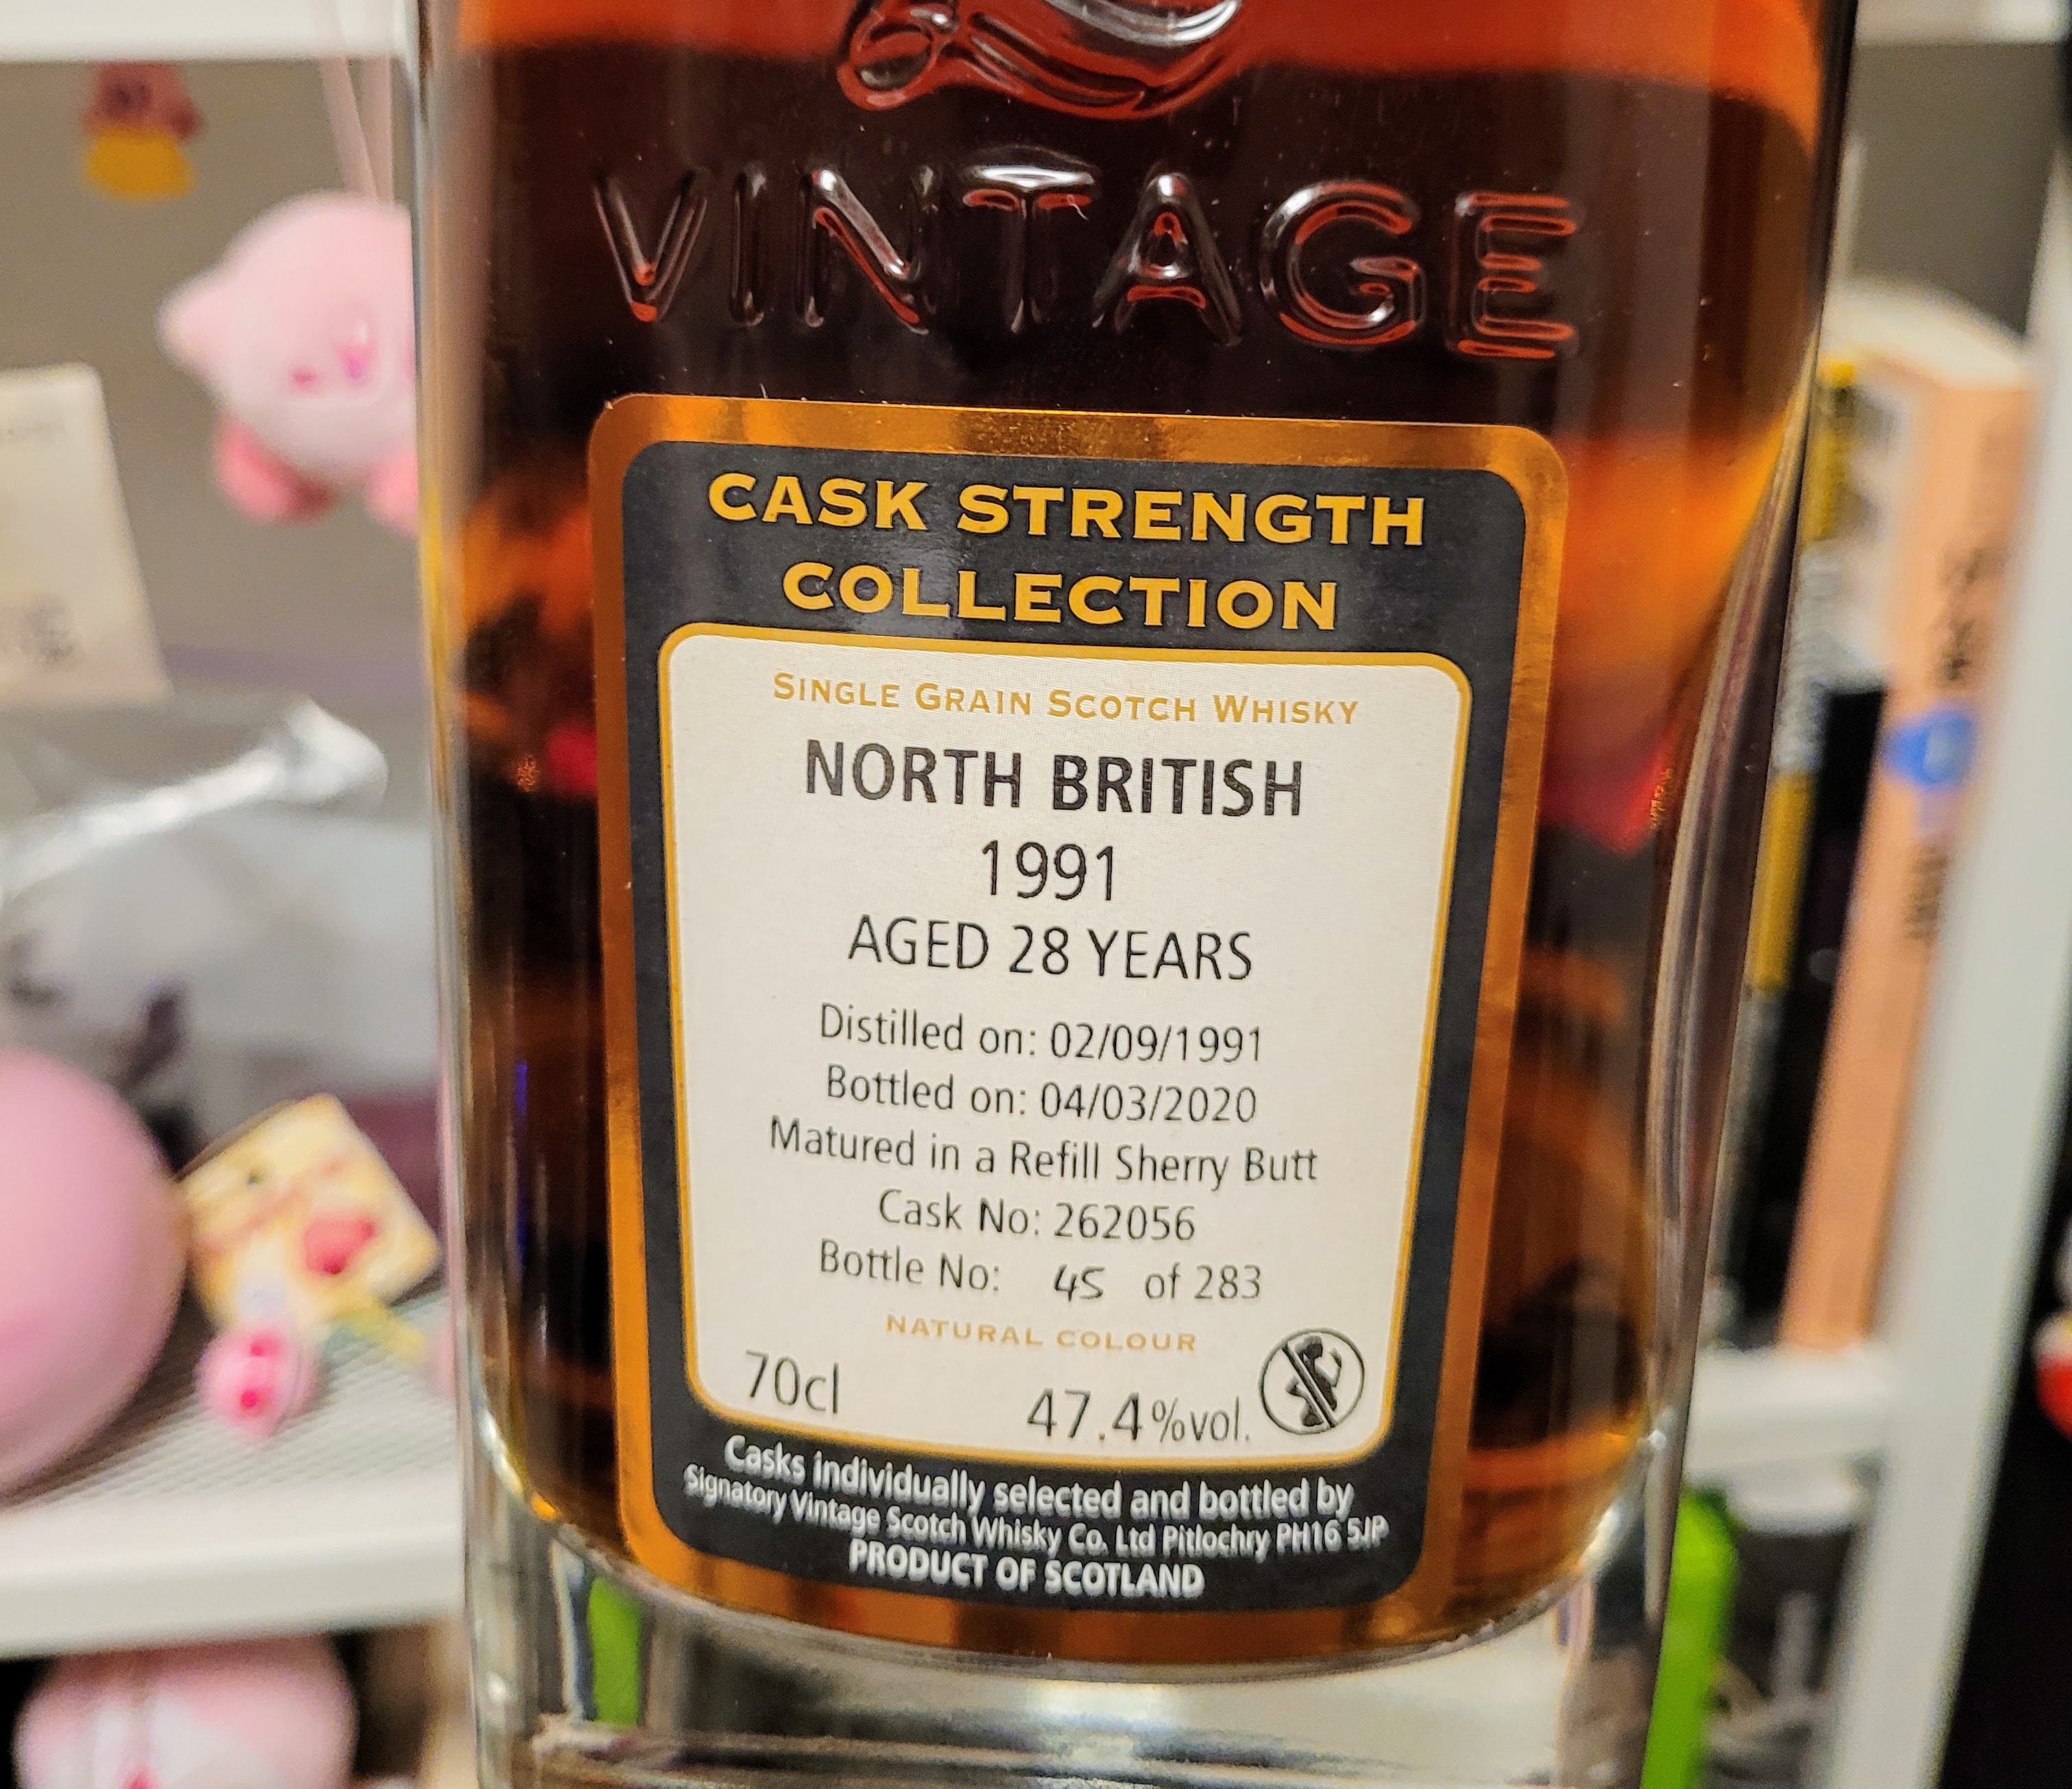 VINTAGE
CASK STRENGTH
COLLECTION
SINGLE GRAIN SCOTCH WHISKY
NORTH BRITISH
1991
AGED 28 YEARS
Distilled on: 02/09/1991
Bottled on: 04/03/2020
Matured in a Refill Sherry Butt
Cask No: 262056
Bottle No: 45 of 283
NATURAL COLOUR
70cl 47.4%vol.
Casks individually selected and bottled by
Signatory Vintage Scotch Whisky Co. Ltd Pitlochry PH16 5JP
PRODUCT OF SCOTLAND